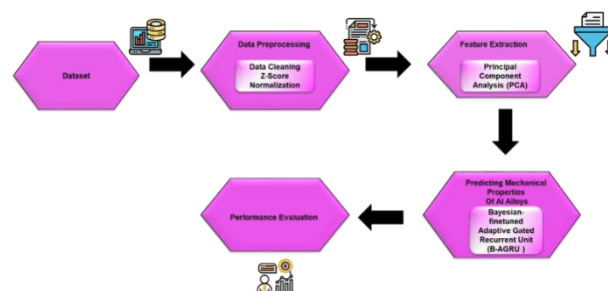 Dataset
Data Preprocessing
Data Cleaning
Z-Score
Normalization
Feature Extraction
Principal
Component
Analysis (PCA)
Predicting Mechanical
Properties
Of Al Alloys
Bayesian-
finetuned
Adaptive Gated
Recurrent Unit
(B-AGRU )
Performance Evaluation